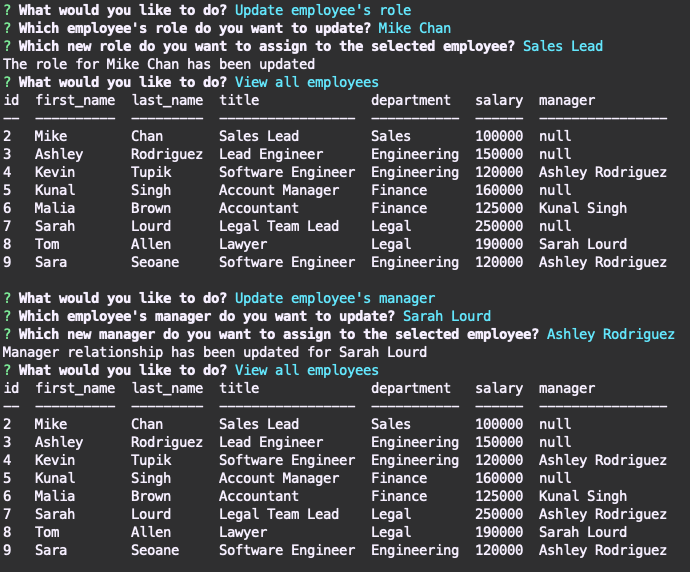 ? What would you like to do? Update employee's role
? Which employee's role do you want to update? Mike Chan
? Which new role do you want to assign to the selected employee? Sales Lead
The role for Mike Chan has been updated
? What would you like to do? View all employees
id  first_name  last_name  title              department   salary  manager
--  ----------  ---------  -----------------  -----------  ------  ----------------
2   Mike        Chan       Sales Lead         Sales        100000  null
3   Ashley      Rodriguez  Lead Engineer      Engineering  150000  null
4   Kevin       Tupik      Software Engineer  Engineering  120000  Ashley Rodriguez
5   Kunal       Singh      Account Manager    Finance      160000  null
6   Malia       Brown      Accountant         Finance      125000  Kunal Singh
7   Sarah       Lourd      Legal Team Lead    Legal        250000  null
8   Tom         Allen      Lawyer             Legal        190000  Sarah Lourd
9   Sara        Seoane     Software Engineer  Engineering  120000  Ashley Rodriguez

? What would you like to do? Update employee's manager
? Which employee's manager do you want to update? Sarah Lourd
? Which new manager do you want to assign to the selected employee? Ashley Rodriguez
Manager relationship has been updated for Sarah Lourd
? What would you like to do? View all employees
id  first_name  last_name  title              department   salary  manager
--  ----------  ---------  -----------------  -----------  ------  ----------------
2   Mike        Chan       Sales Lead         Sales        100000  null
3   Ashley      Rodriguez  Lead Engineer      Engineering  150000  null
4   Kevin       Tupik      Software Engineer  Engineering  120000  Ashley Rodriguez
5   Kunal       Singh      Account Manager    Finance      160000  null
6   Malia       Brown      Accountant         Finance      125000  Kunal Singh
7   Sarah       Lourd      Legal Team Lead    Legal        250000  Ashley Rodriguez
8   Tom         Allen      Lawyer             Legal        190000  Sarah Lourd
9   Sara        Seoane     Software Engineer  Engineering  120000  Ashley Rodriguez